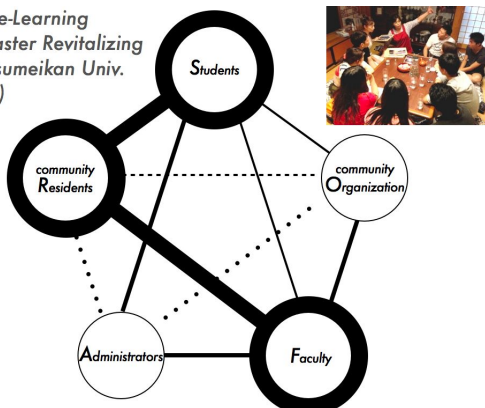 e-Learning
aster Revitalizing
sumeikan Univ.
)
Students
community
Residents
community
Organization
Administrators
Faculty